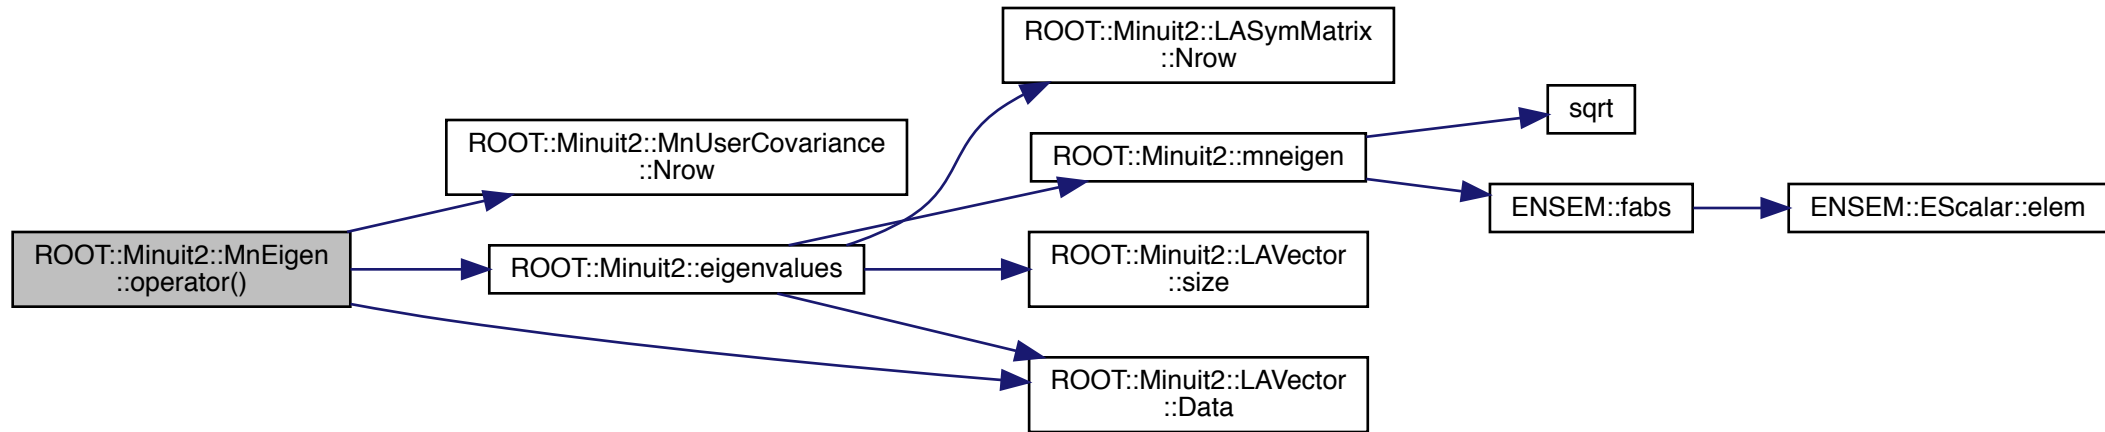 ROOT::Minuit2::MnEigen
::operator()
ROOT::Minuit2::MnUserCovariance
::Nrow
ROOT::Minuit2::eigenvalues
ROOT::Minuit2::LASymMatrix
::Nrow
ROOT::Minuit2::mneigen
ROOT::Minuit2::LAVector
::size
ROOT::Minuit2::LAVector
::Data
sqrt
ENSEM::fabs
ENSEM::EScalar::elem